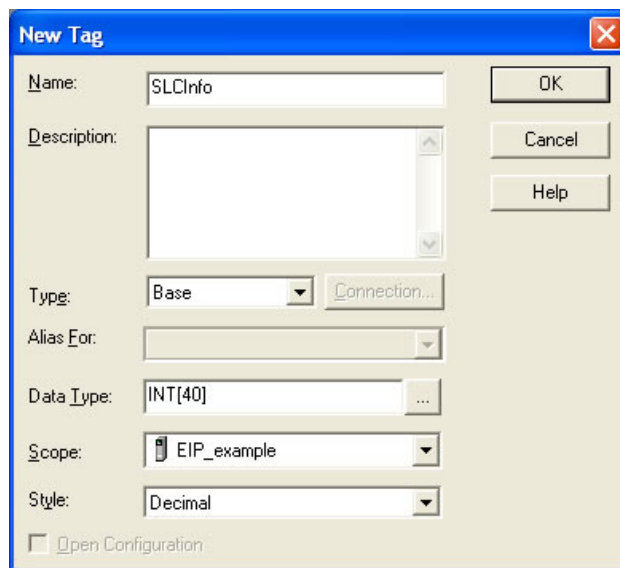 New Tag
Name: SLCInfo OK
Description: Cancel
Help
Type: Base Connection...
Alias For:
Data Type: INT[40] ...
Scope: EIP_example
Style: Decimal
Open Configuration